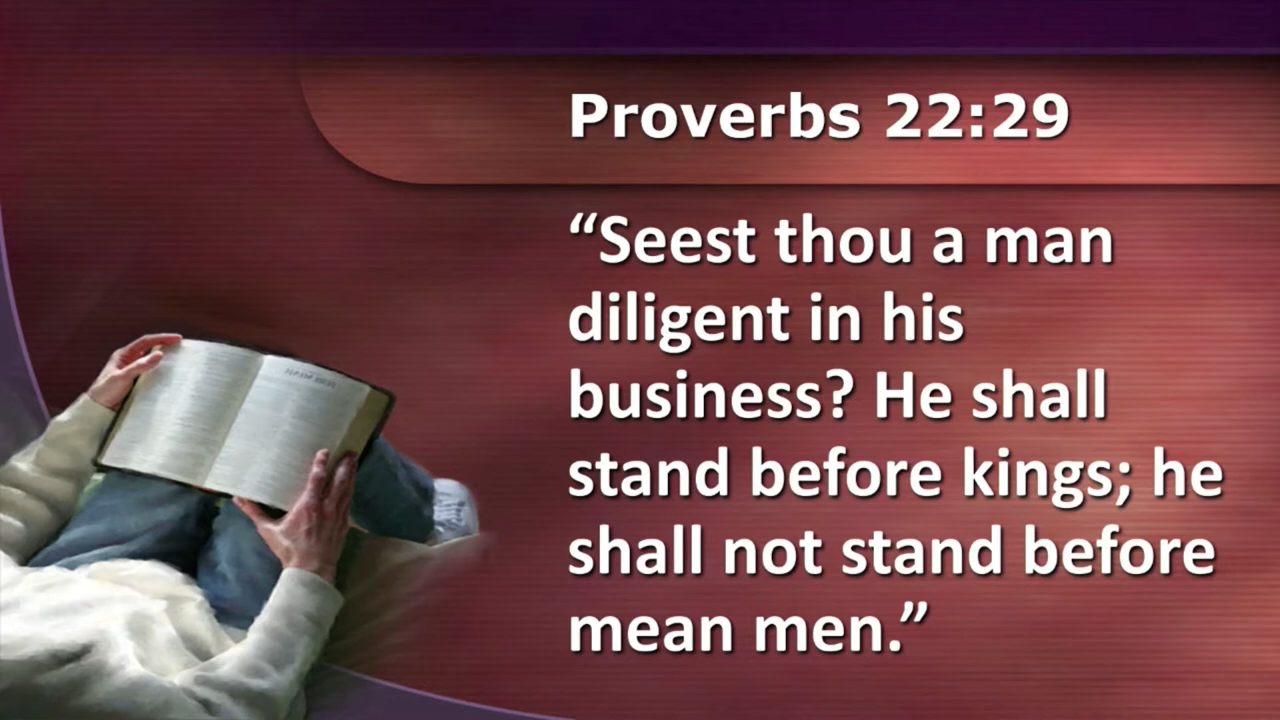 Proverbs 22:29
“Seest thou a man
diligent in his
business? He shall
stand before kings; he
shall not stand before
mean men.”